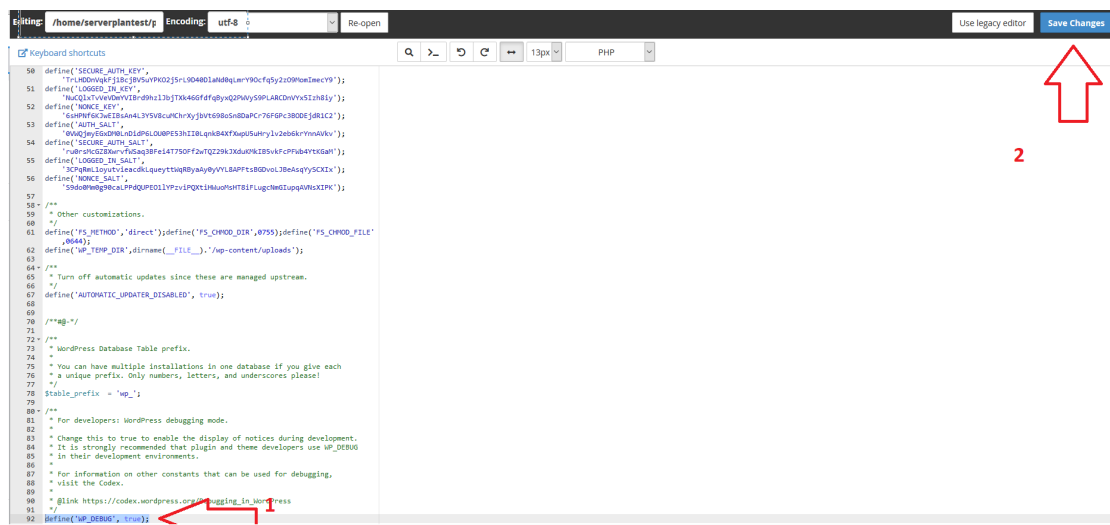 Editing: /home/serverplantest/p Encoding: utf-8 Re-open Use legacy editor Save Changes
Keyboard shortcuts 13px PHP
50 define('SECURE_AUTH_KEY',
51 define('LOGGED_IN_KEY',
52 define('NONCE_KEY',
53 define('AUTH_SALT',
54 define('SECURE_AUTH_SALT',
55 define('LOGGED_IN_SALT',
56 define('NONCE_SALT',
57
58 /**
59 * Other customizations.
60 */
61 define('FS_METHOD','direct');define('FS_CHMOD_DIR',0755);define('FS_CHMOD_FILE'
,0644);
62 define('WP_TEMP_DIR',dirname(__FILE__).'/wp-content/uploads');
63
64 /**
65 * Turn off automatic updates since these are managed upstream.
66 */
67 define('AUTOMATIC_UPDATER_DISABLED', true);
68
69
70 /**#@-*/
71
72 /**
73 * WordPress Database Table prefix.
74 *
75 * You can have multiple installations in one database if you give each
76 * a unique prefix. Only numbers, letters, and underscores please!
77 */
78 $table_prefix = 'wp_';
79
80 /**
81 * For developers: WordPress debugging mode.
82 *
83 * Change this to true to enable the display of notices during development.
84 * It is strongly recommended that plugin and theme developers use WP_DEBUG
85 * in their development environments.
86 *
87 * For information on other constants that can be used for debugging,
88 * visit the Codex.
89 *
90 * @link https://codex.wordpress.org/Debugging_in_WordPress
91 */
92 define('WP_DEBUG', true);
1
2